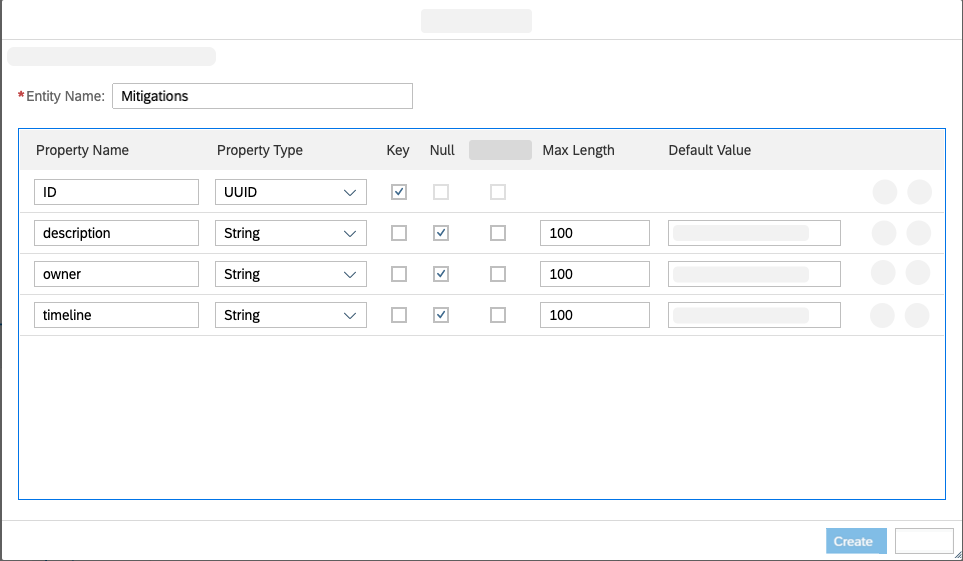 *Entity Name: Mitigations
Property Name Property Type Key Null Max Length Default Value
ID UUID
description String 100
owner String 100
timeline String 100
Create